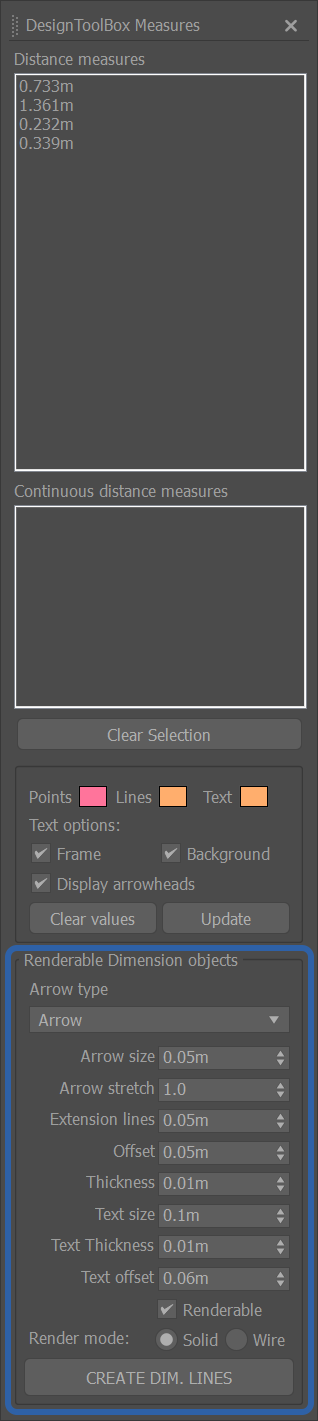 DesignToolBox Measures
Distance measures
0.733m
1.361m
0.232m
0.339m
Continuous distance measures
Clear Selection
Points Lines Text
Text options:
Frame Background
Display arrowheads
Clear values Update
Renderable Dimension objects
Arrow type
Arrow
Arrow size 0.05m
Arrow stretch 1.0
Extension lines 0.05m
Offset 0.05m
Thickness 0.01m
Text size 0.1m
Text Thickness 0.01m
Text offset 0.06m
Renderable
Render mode: Solid Wire
CREATE DIM. LINES